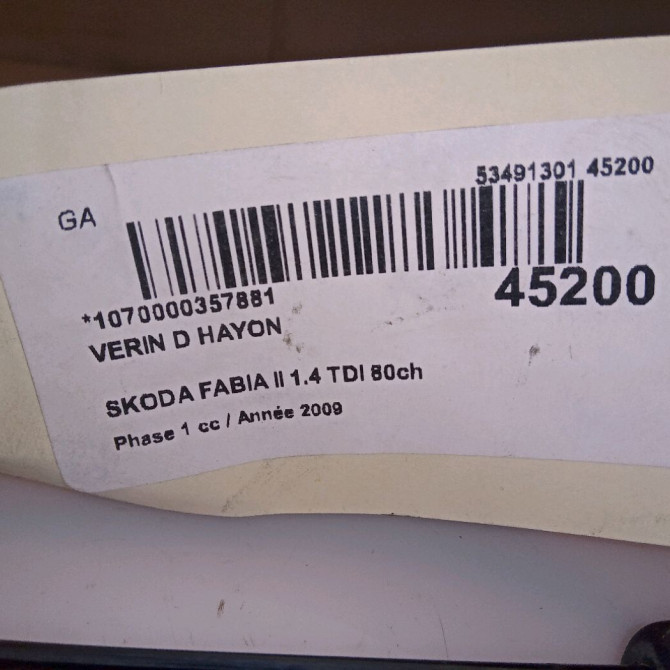 53491301 45200
GA
45200
*1070000357881
VERIN D HAYON
SKODA FABIA II 1.4 TDI 80ch
Phase 1 cc / Année 2009